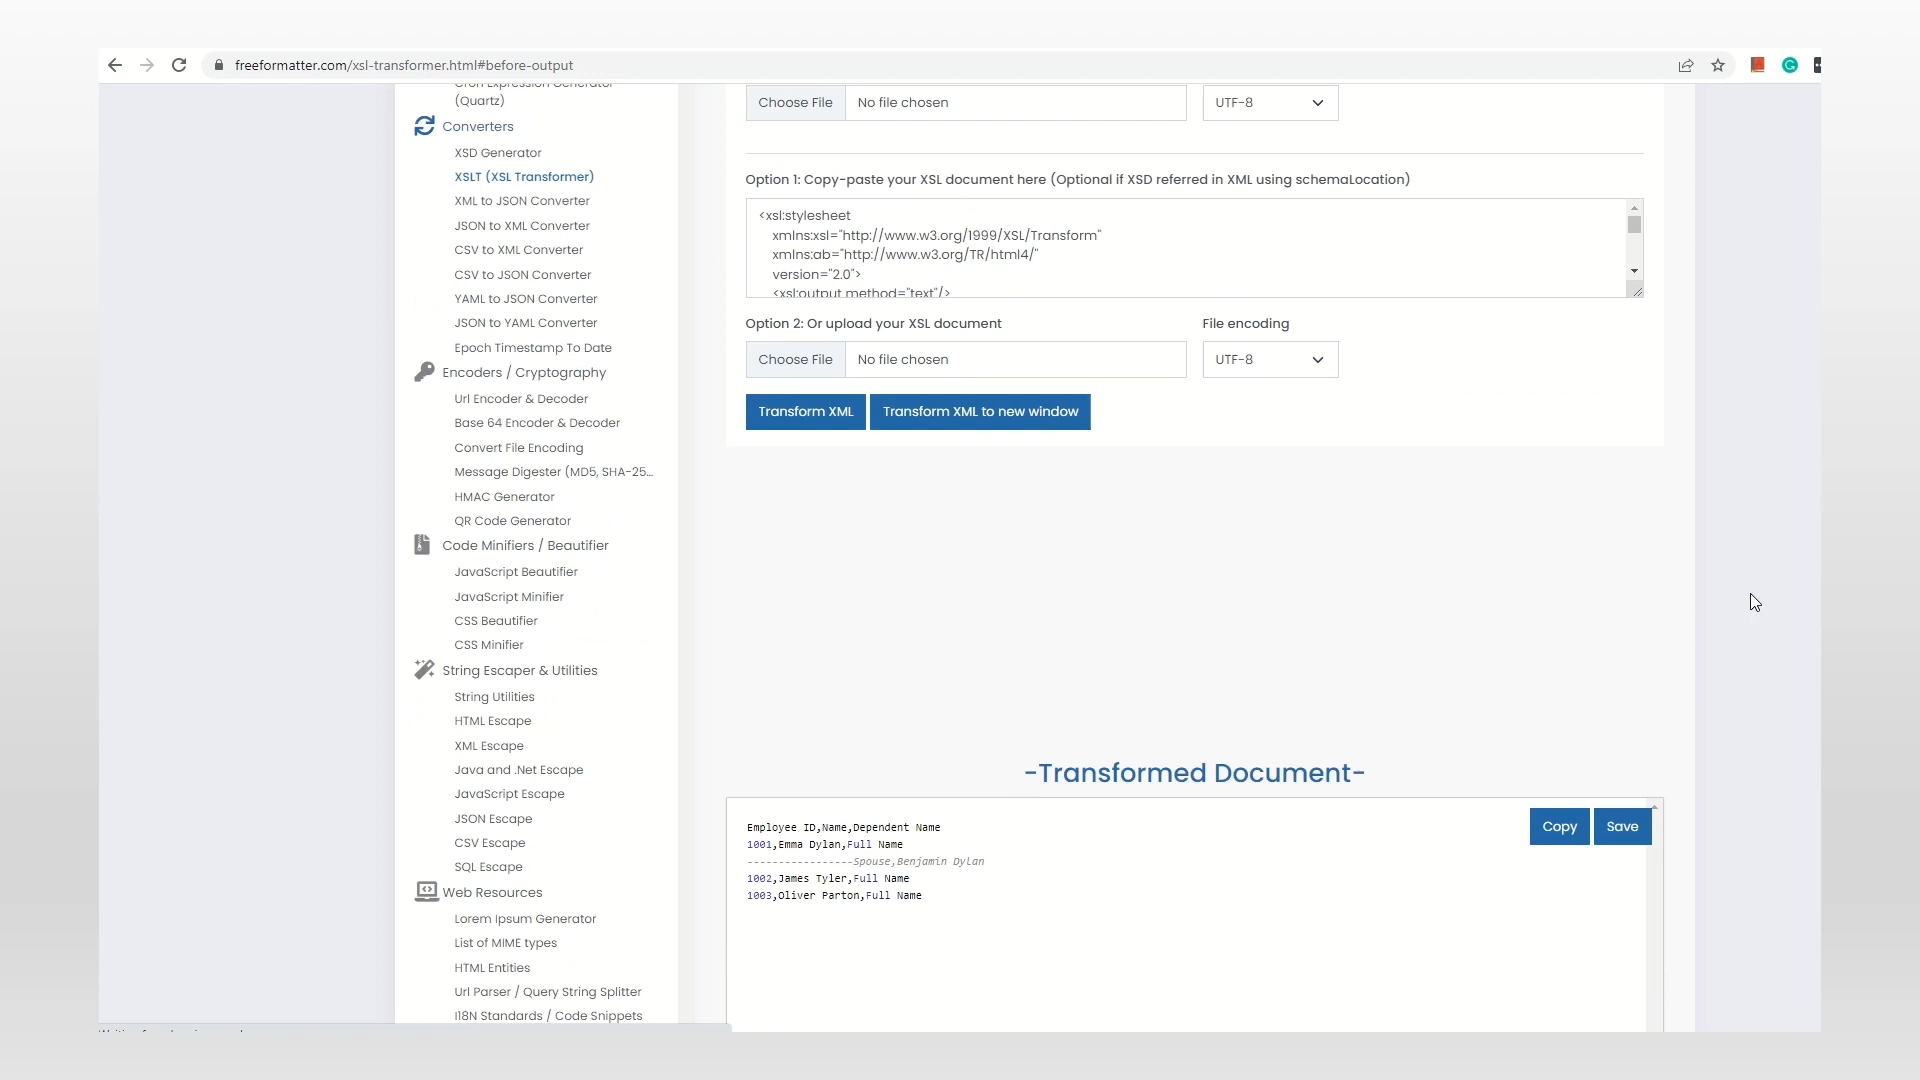 freeformatter.com/xsl-transformer.html#before-output
Cron Expression Generator
(Quartz)
Converters
XSD Generator
XSLT (XSL Transformer)
XML to JSON Converter
JSON to XML Converter
CSV to XML Converter
CSV to JSON Converter
YAML to JSON Converter
JSON to YAML Converter
Epoch Timestamp To Date
Encoders / Cryptography
Url Encoder & Decoder
Base 64 Encoder & Decoder
Convert File Encoding
Message Digester (MD5, SHA-25...
HMAC Generator
QR Code Generator
Code Minifiers / Beautifier
JavaScript Beautifier
JavaScript Minifier
CSS Beautifier
CSS Minifier
String Escaper & Utilities
String Utilities
HTML Escape
XML Escape
Java and .Net Escape
JavaScript Escape
JSON Escape
CSV Escape
SQL Escape
Web Resources
Lorem Ipsum Generator
List of MIME types
HTML Entities
Url Parser / Query String Splitter
I18N Standards / Code Snippets
Choose File No file chosen UTF-8
Option 1: Copy-paste your XSL document here (Optional if XSD referred in XML using schemaLocation)
<xsl:stylesheet
xmlns:xsl="http://www.w3.org/1999/XSL/Transform"
xmlns:ab="http://www.w3.org/TR/html4/"
version="2.0">
<xsl:output method="text"/>
Option 2: Or upload your XSL document File encoding
Choose File No file chosen UTF-8
Transform XML Transform XML to new window
-Transformed Document-
Copy Save
Employee ID,Name,Dependent Name
1001,Emma Dylan,Full Name
-----------------Spouse,Benjamin Dylan
1002,James Tyler,Full Name
1003,Oliver Parton,Full Name